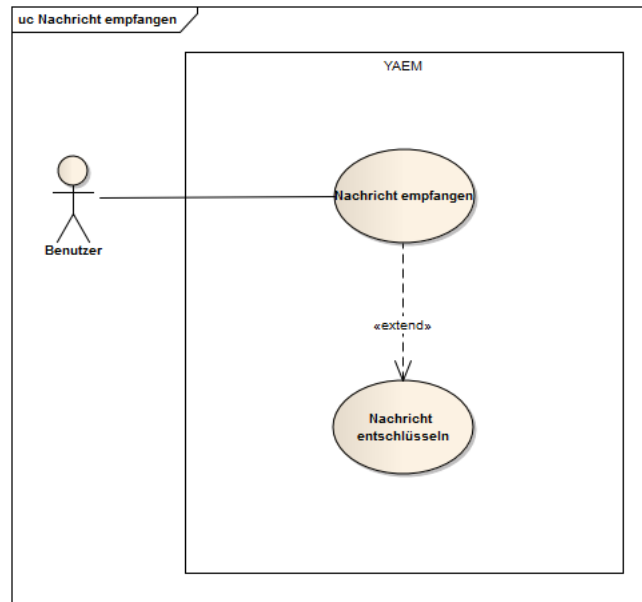 uc Nachricht empfangen
YAEM
Nachricht empfangen
Benutzer
«extend»
Nachricht
entschlüsseln